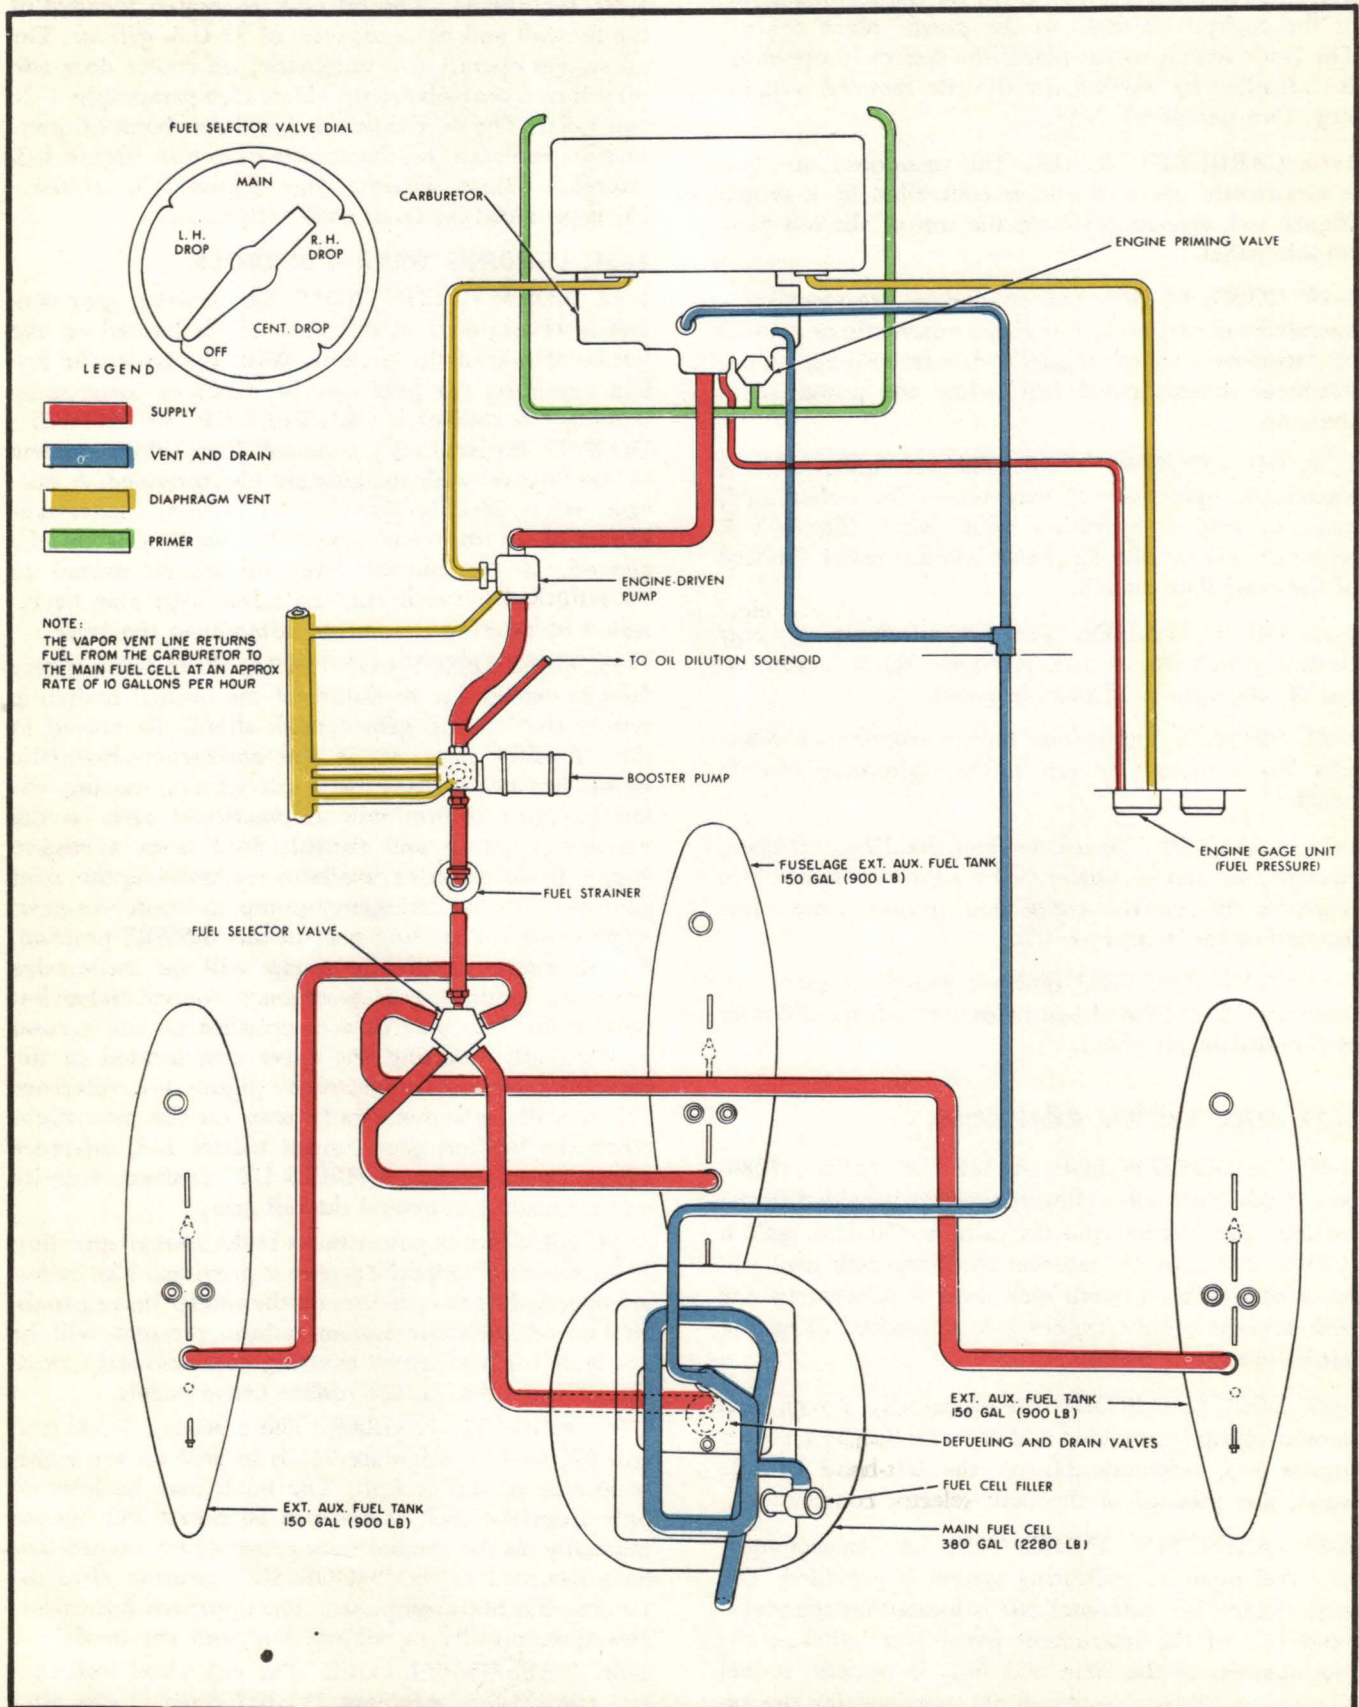 FUEL SELECTOR VALVE DIAL
MAIN
L. H.
DROP
R. H.
DROP
CENT. DROP
OFF
CARBURETOR
ENGINE PRIMING VALVE
LEGEND
SUPPLY
VENT AND DRAIN
DIAPHRAGM VENT
PRIMER
ENGINE-DRIVEN
PUMP
NOTE:
THE VAPOR VENT LINE RETURNS
FUEL FROM THE CARBURETOR TO
THE MAIN FUEL CELL AT AN APPROX
RATE OF 10 GALLONS PER HOUR
TO OIL DILUTION SOLENOID
BOOSTER PUMP
ENGINE GAGE UNIT
(FUEL PRESSURE)
FUSELAGE EXT. AUX. FUEL TANK
150 GAL (900 LB)
FUEL STRAINER
FUEL SELECTOR VALVE
EXT. AUX. FUEL TANK
150 GAL (900 LB)
DEFUELING AND DRAIN VALVES
FUEL CELL FILLER
EXT. AUX. FUEL TANK
150 GAL (900 LB)
MAIN FUEL CELL
380 GAL (2280 LB)